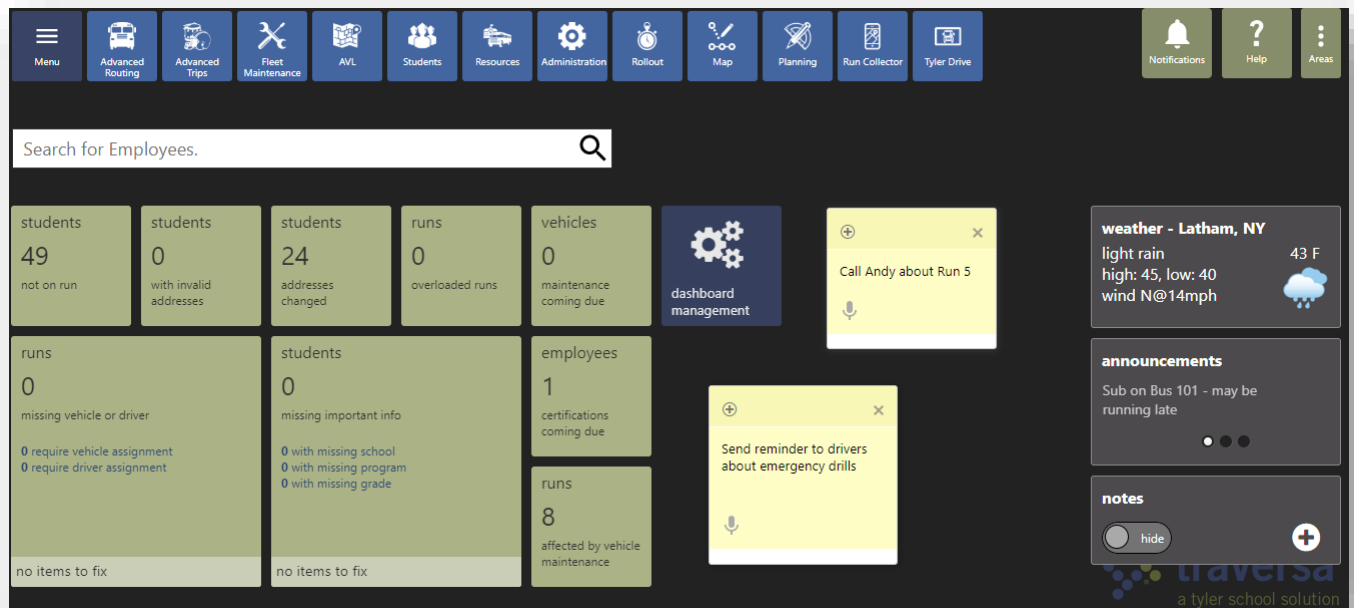 Menu
Advanced
Routing
Advanced
Trips
Fleet
Maintenance
AVL
Students
Resources
Administration
Rollout
Map
Planning
Run Collector
Tyler Drive
Notifications
Help
Areas
Search for Employees.
students
49
not on run
students
0
with invalid
addresses
students
24
addresses
changed
runs
0
overloaded runs
vehicles
0
maintenance
coming due
dashboard
management
Call Andy about Run 5
weather - Latham, NY
light rain 43 F
high: 45, low: 40
wind N@14mph
runs
0
missing vehicle or driver
0 require vehicle assignment
0 require driver assignment
no items to fix
students
0
missing important info
0 with missing school
0 with missing program
0 with missing grade
no items to fix
employees
1
certifications
coming due
runs
8
affected by vehicle
maintenance
Send reminder to drivers
about emergency drills
announcements
Sub on Bus 101 - may be
running late
notes
hide
traversa
a tyler school solution